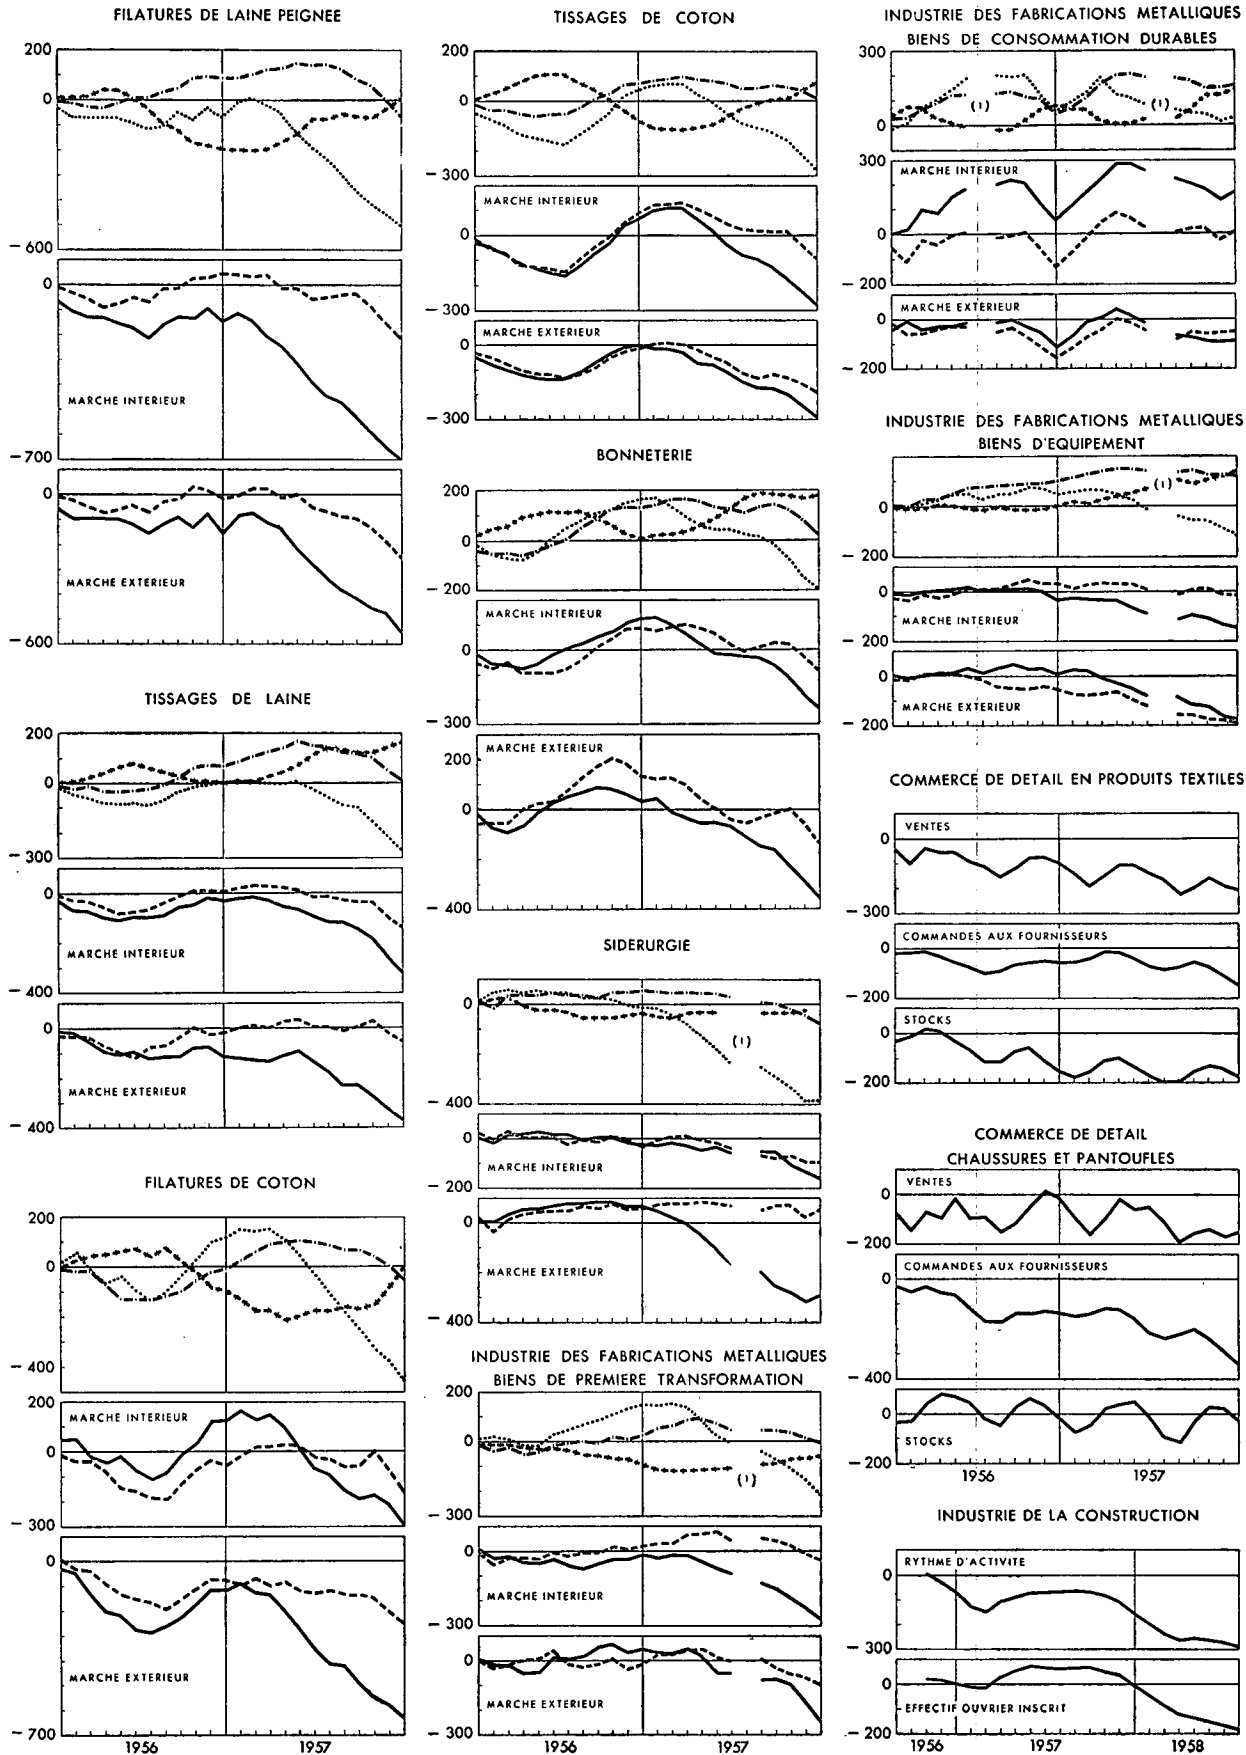 FILATURES DE LAINE PEIGNEE
200
0
— 600
0
MARCHE INTERIEUR
— 700
0
MARCHE EXTERIEUR
— 600
TISSAGES DE LAINE
200
0
— 300
0
MARCHE INTERIEUR
— 400
0
MARCHE EXTERIEUR
— 400
FILATURES DE COTON
200
0
— 400
MARCHE INTERIEUR
0
— 300
0
MARCHE EXTERIEUR
— 700
1956 1957
TISSAGES DE COTON
200
0
— 300
MARCHE INTERIEUR
0
— 300
MARCHE EXTERIEUR
0
— 300
BONNETERIE
200
0
— 200
MARCHE INTERIEUR
0
— 300
MARCHE EXTERIEUR
200
0
— 400
SIDERURGIE
0
(1)
— 400
0
MARCHE INTERIEUR
— 200
0
MARCHE EXTERIEUR
— 400
INDUSTRIE DES FABRICATIONS METALLIQUES
BIENS DE PREMIERE TRANSFORMATION
200
0
(1)
— 300
0
MARCHE INTERIEUR
— 300
0
MARCHE EXTERIEUR
— 300
1956 1957
INDUSTRIE DES FABRICATIONS METALLIQUES
BIENS DE CONSOMMATION DURABLES
300
(1) (1)
0
300
MARCHE INTERIEUR
0
— 200
MARCHE EXTERIEUR
0
— 200
INDUSTRIE DES FABRICATIONS METALLIQUES
BIENS D'EQUIPEMENT
(1)
0
— 200
0
MARCHE INTERIEUR
— 200
0
MARCHE EXTERIEUR
— 200
COMMERCE DE DETAIL EN PRODUITS TEXTILES
VENTES
0
— 300
COMMANDES AUX FOURNISSEURS
0
— 200
STOCKS
0
— 200
COMMERCE DE DETAIL
CHAUSSURES ET PANTOUFLES
VENTES
0
— 200
COMMANDES AUX FOURNISSEURS
0
— 400
0
STOCKS
— 200
1956 1957
INDUSTRIE DE LA CONSTRUCTION
RYTHME D'ACTIVITE
0
— 300
0
EFFECTIF OUVRIER INSCRIT
— 200
1956 1957 1958